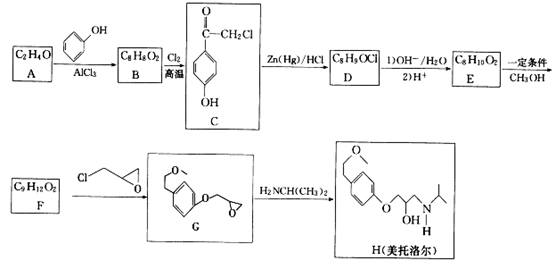 OH
O
C—CH₂Cl
C₂H₄O
A
AlCl₃
C₈H₈O₂
B
Cl₂
高温
OH
C
Zn(Hg)/HCl
C₈H₉OCl
D
1)OH⁻/H₂O
2)H⁺
C₈H₁₀O₂
E
一定条件
CH₃OH
C₉H₁₂O₂
F
Cl
O
O
O
O
G
H₂NCH(CH₃)₂
O
O
OH
N
H
H(美托洛尔)